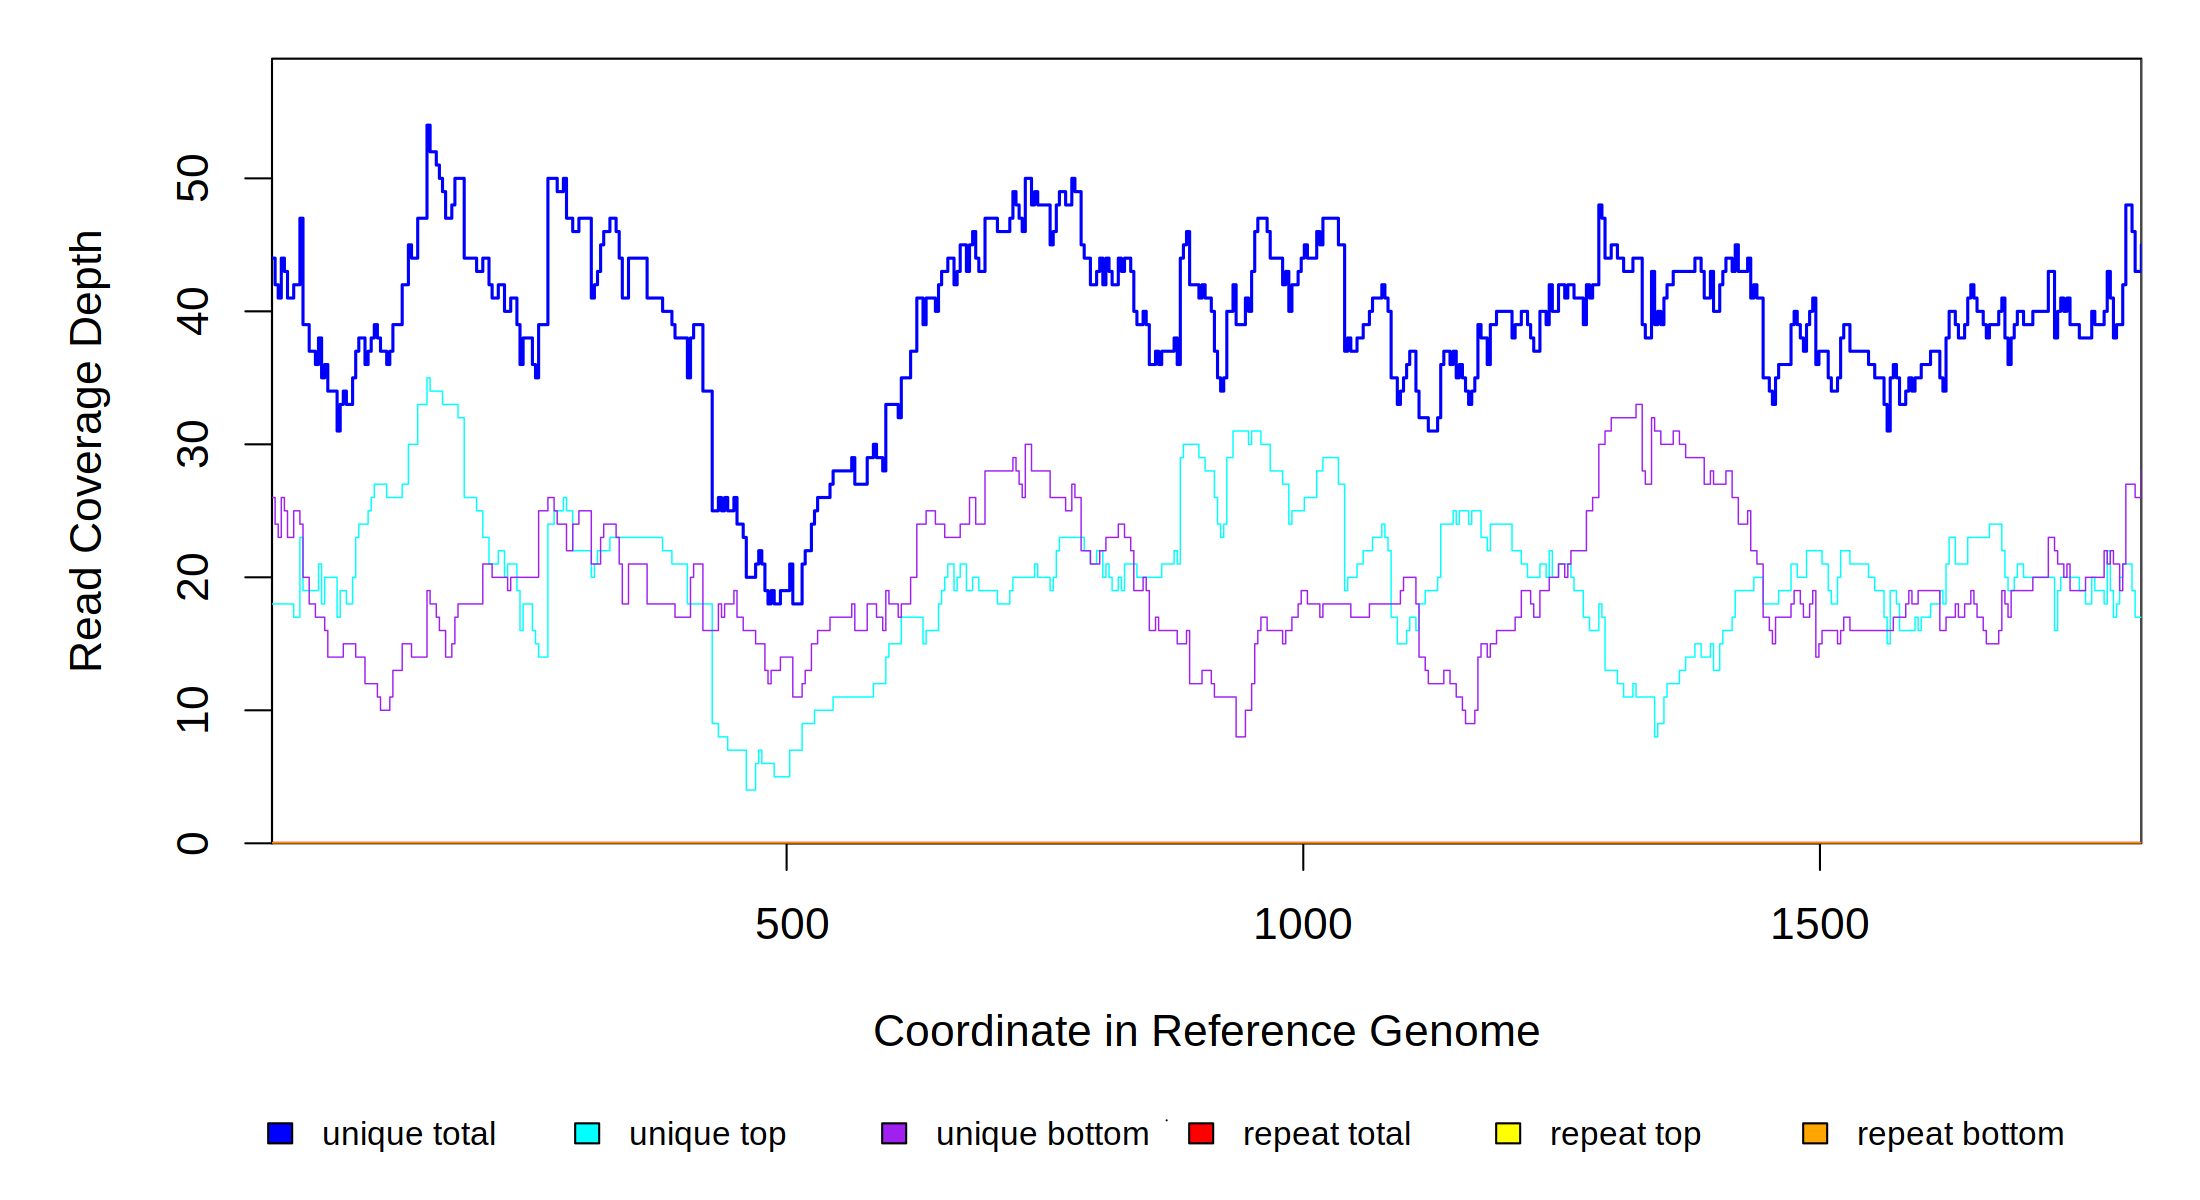 Read Coverage Depth
50
40
30
20
10
0
500 1000 1500
Coordinate in Reference Genome
unique total unique top unique bottom repeat total repeat top repeat bottom